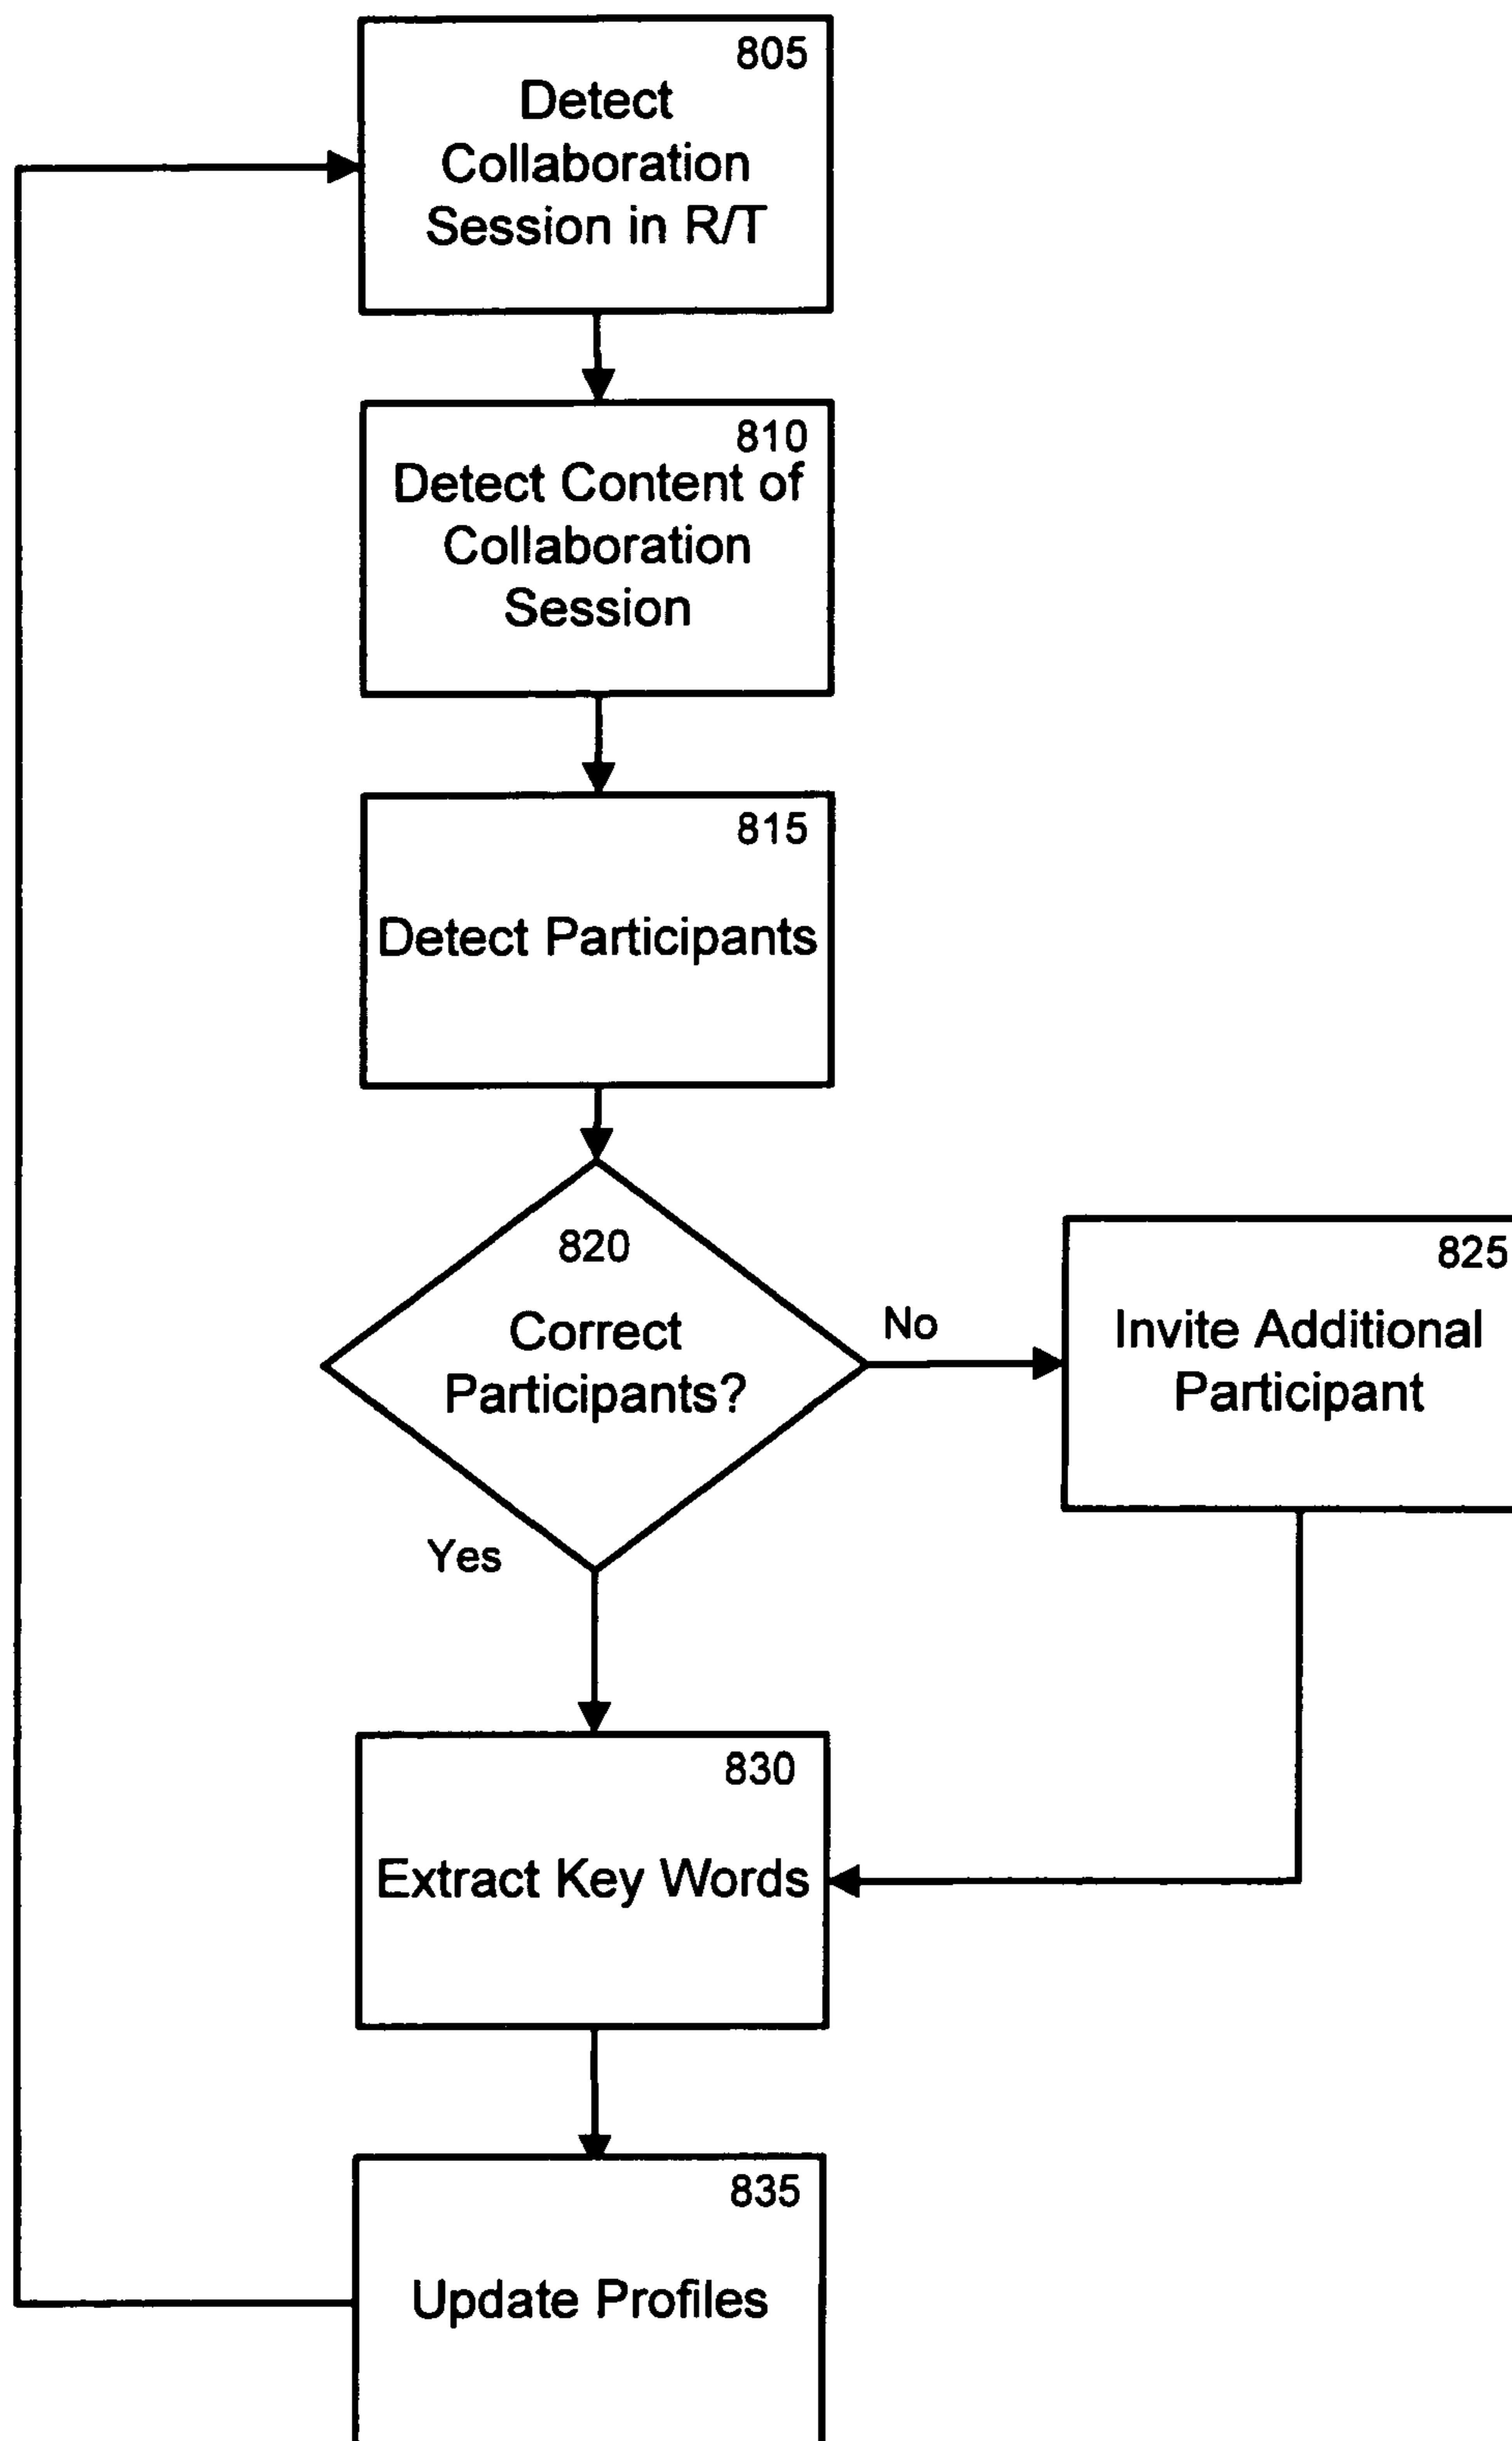 805
Detect
Collaboration
Session in R/T
810
Detect Content of
Collaboration
Session
815
Detect Participants
820
Correct
Participants?
No
825
Invite Additional
Participant
Yes
830
Extract Key Words
835
Update Profiles